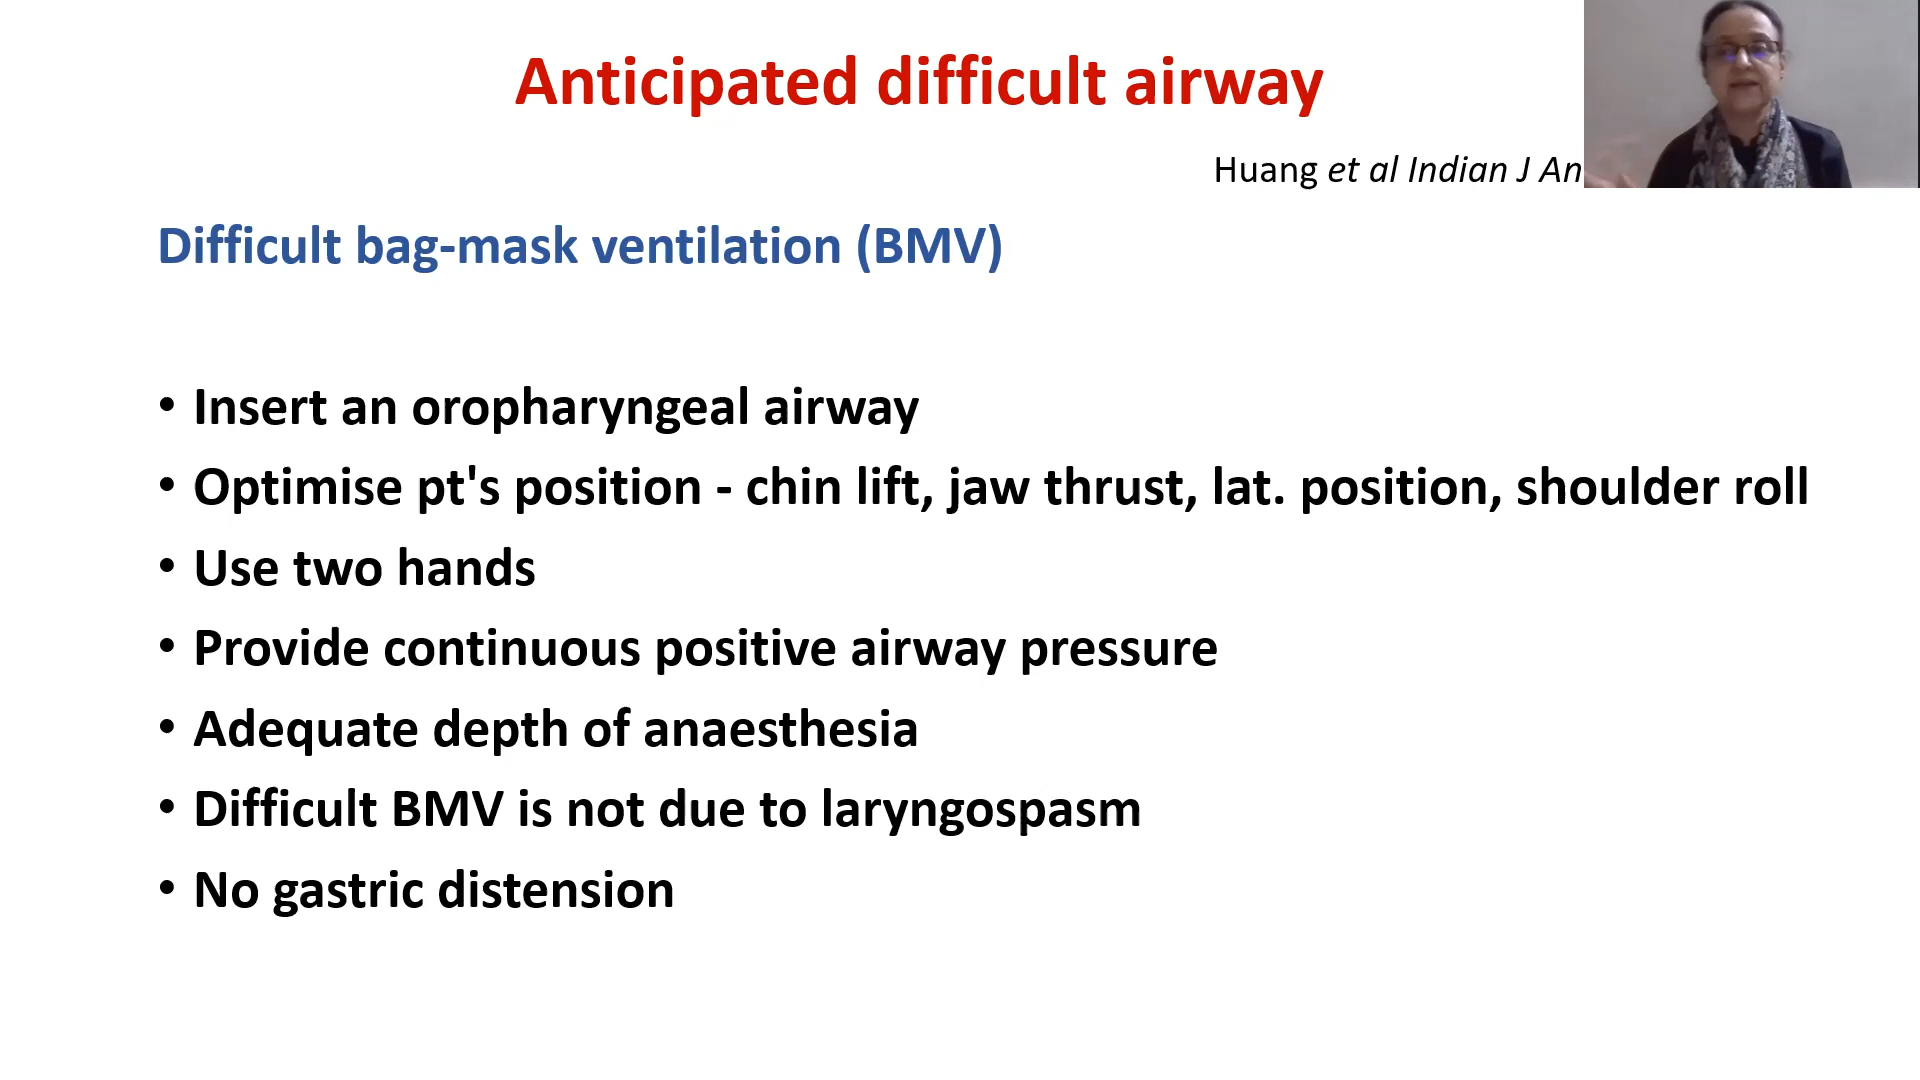 Anticipated difficult airway
Huang et al Indian J An
Difficult bag-mask ventilation (BMV)
• Insert an oropharyngeal airway
• Optimise pt's position - chin lift, jaw thrust, lat. position, shoulder roll
• Use two hands
• Provide continuous positive airway pressure
• Adequate depth of anaesthesia
• Difficult BMV is not due to laryngospasm
• No gastric distension